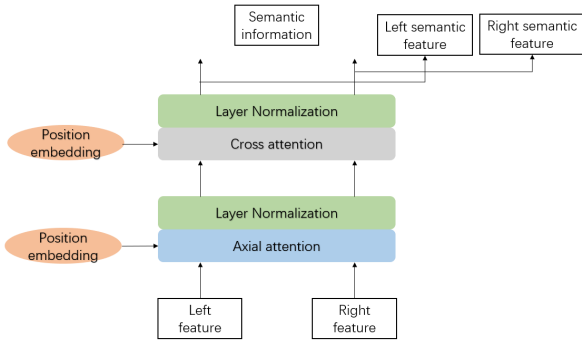 Semantic
information
Left semantic
feature
Right semantic
feature
Layer Normalization
Position
embedding
Cross attention
Layer Normalization
Position
embedding
Axial attention
Left
feature
Right
feature